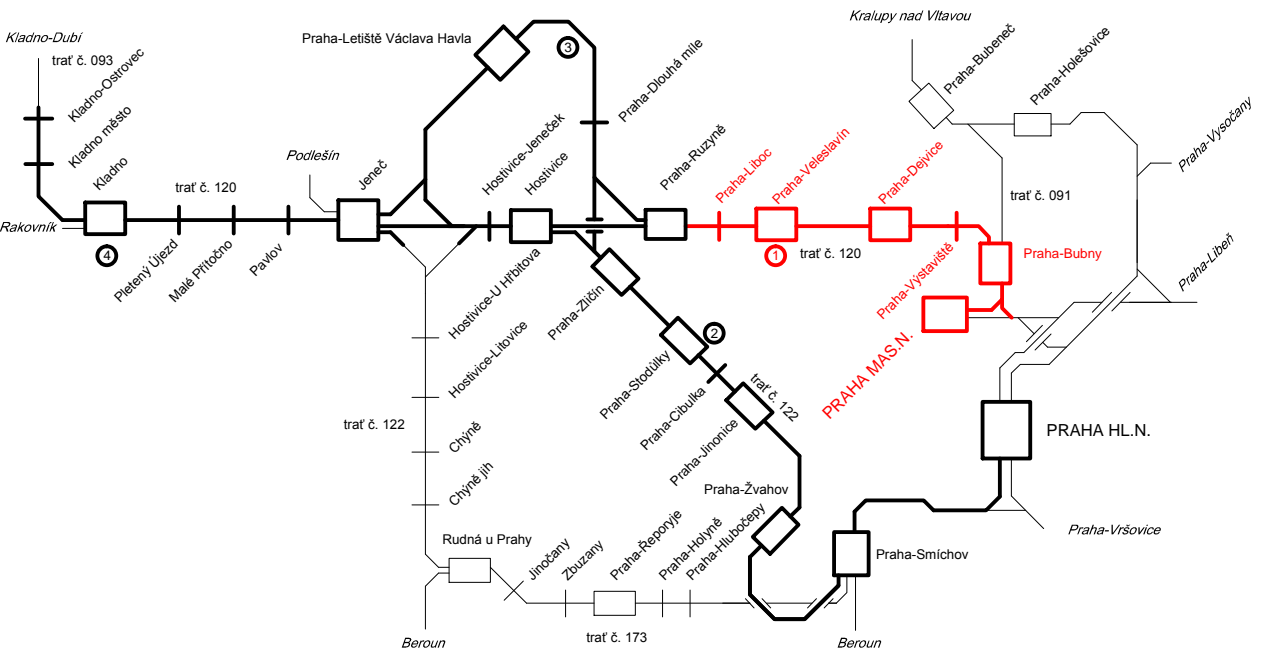 Kralupy nad Vltavou
Kladno-Dubí
Praha-Letiště Václava Havla
3
trať č. 093
Kladno-Ostrovec
Kladno město
Kladno
Praha-Dlouhá míle
Praha-Bubeneč
Praha-Holešovice
Praha-Vysočany
Podlešín
Jeneč
Hostivice-Jeneček
Hostivice
Praha-Ruzyně
Praha-Liboc
Praha-Veleslavín
Praha-Dejvice
trať č. 120
trať č. 091
Rakovník
4
Pletený Újezd
Malé Přítočno
Pavlov
Hostivice-U Hřbitova
Praha-Zličín
1
trať č. 120
Praha-Výstaviště
Praha-Bubny
Praha-Libeň
Hostivice-Litovice
Praha-Stodůlky
2
Praha-Cibulka
trať č. 122
PRAHA MAS.N.
trať č. 122
Chýně
Praha-Jinonice
PRAHA HL.N.
Chýně jih
Praha-Žvahov
Rudná u Prahy
Jinočany
Zbuzany
Praha-Řeporyje
Praha-Holyně
Praha-Hlubočepy
Praha-Smíchov
Praha-Vršovice
Beroun
trať č. 173
Beroun